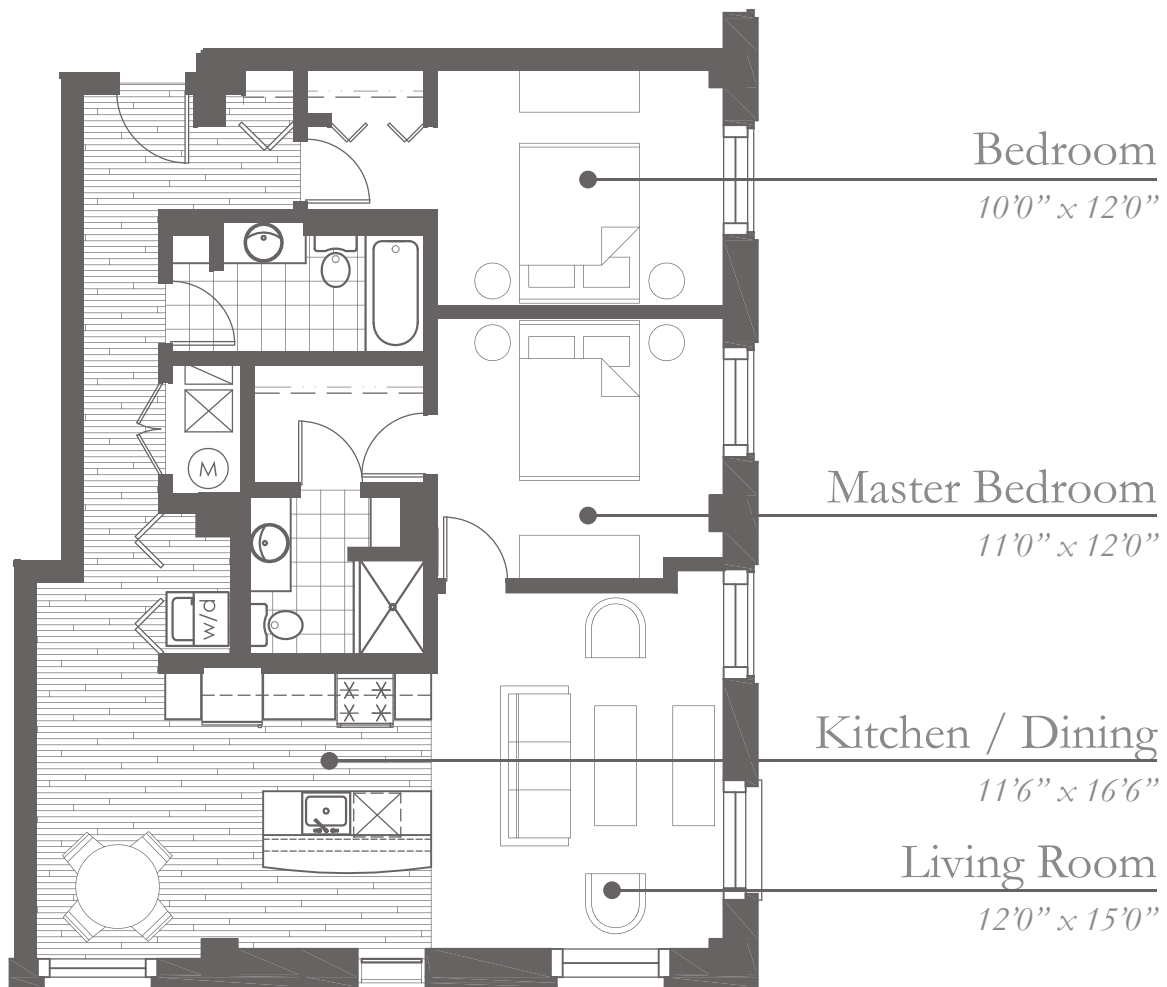 Bedroom
10’0” x 12’0”
M
Master Bedroom
11’0” x 12’0”
w/d
Kitchen / Dining
11’6” x 16’6”
Living Room
12’0” x 15’0”